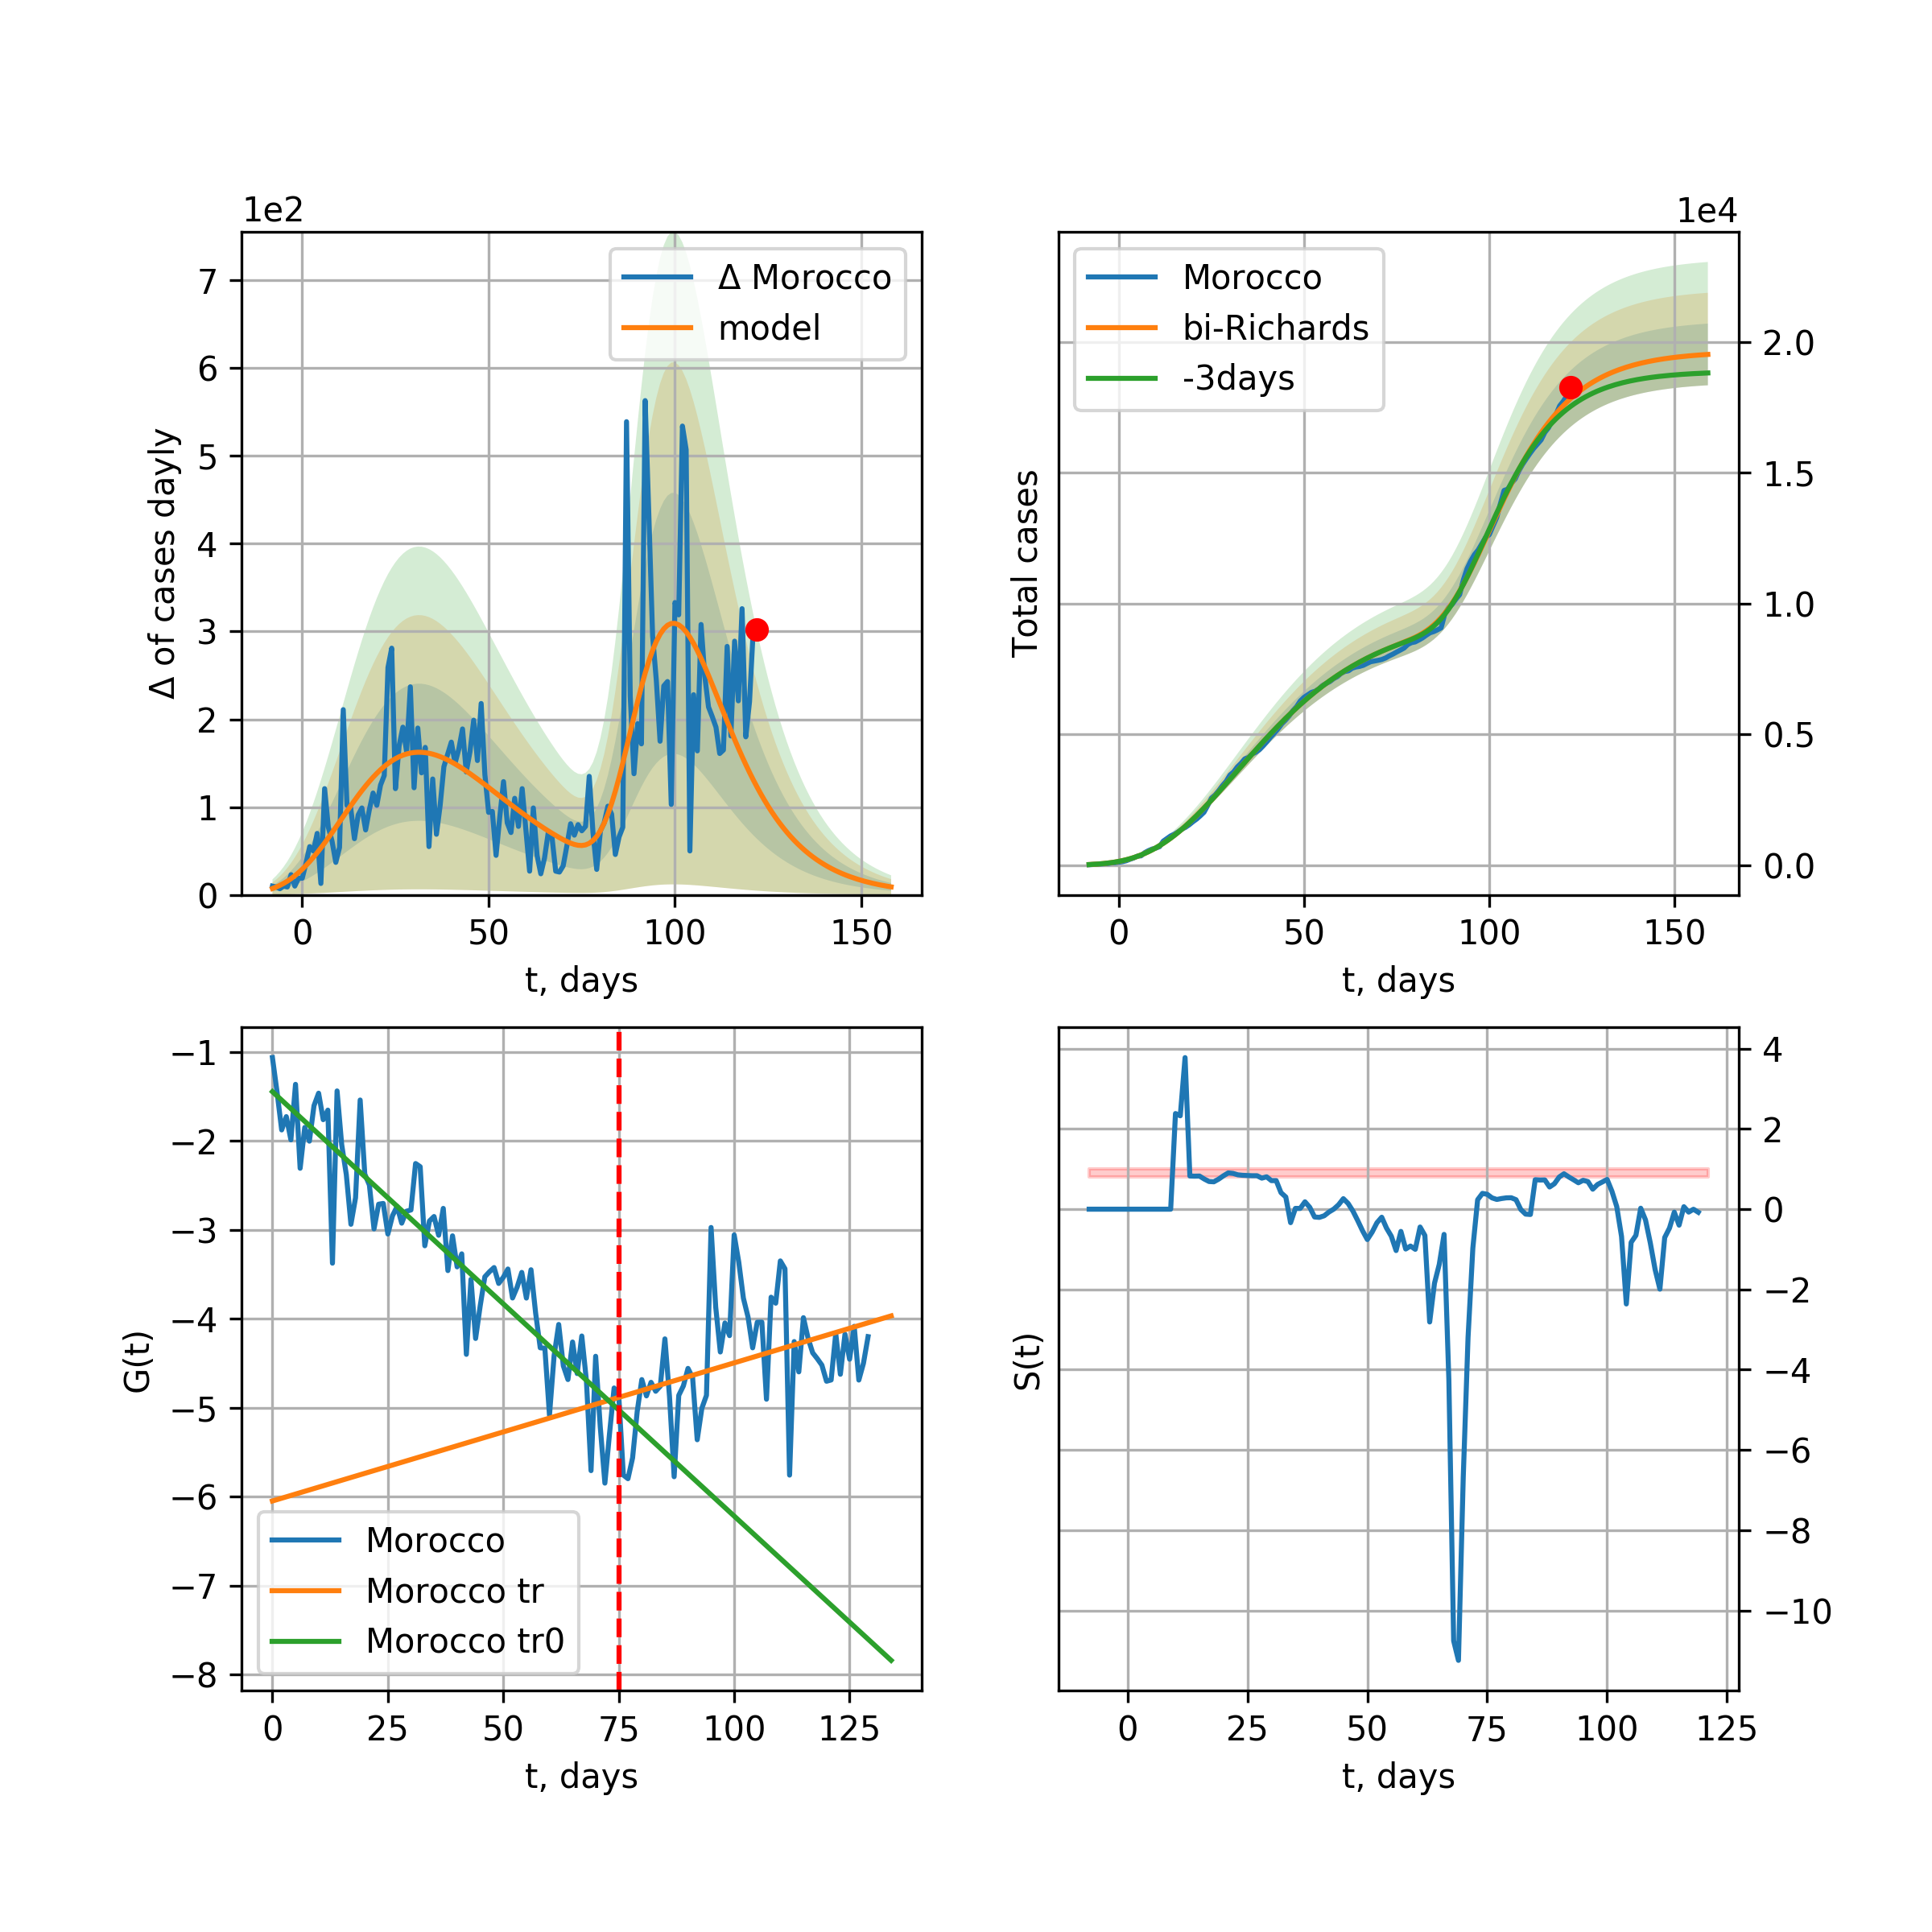 1e2
Δ of cases dayly
7
6
5
4
3
2
1
0
Δ Morocco
model
0 50 100 150
t, days
1e4
Total cases
Morocco
bi-Richards
-3days
2.0
1.5
1.0
0.5
0.0
0 50 100 150
t, days
G(t)
−1
−2
−3
−4
−5
−6
−7
−8
Morocco
Morocco tr
Morocco tr0
0 25 50 75 100 125
t, days
S(t)
4
2
0
−2
−4
−6
−8
−10
0 25 50 75 100 125
t, days